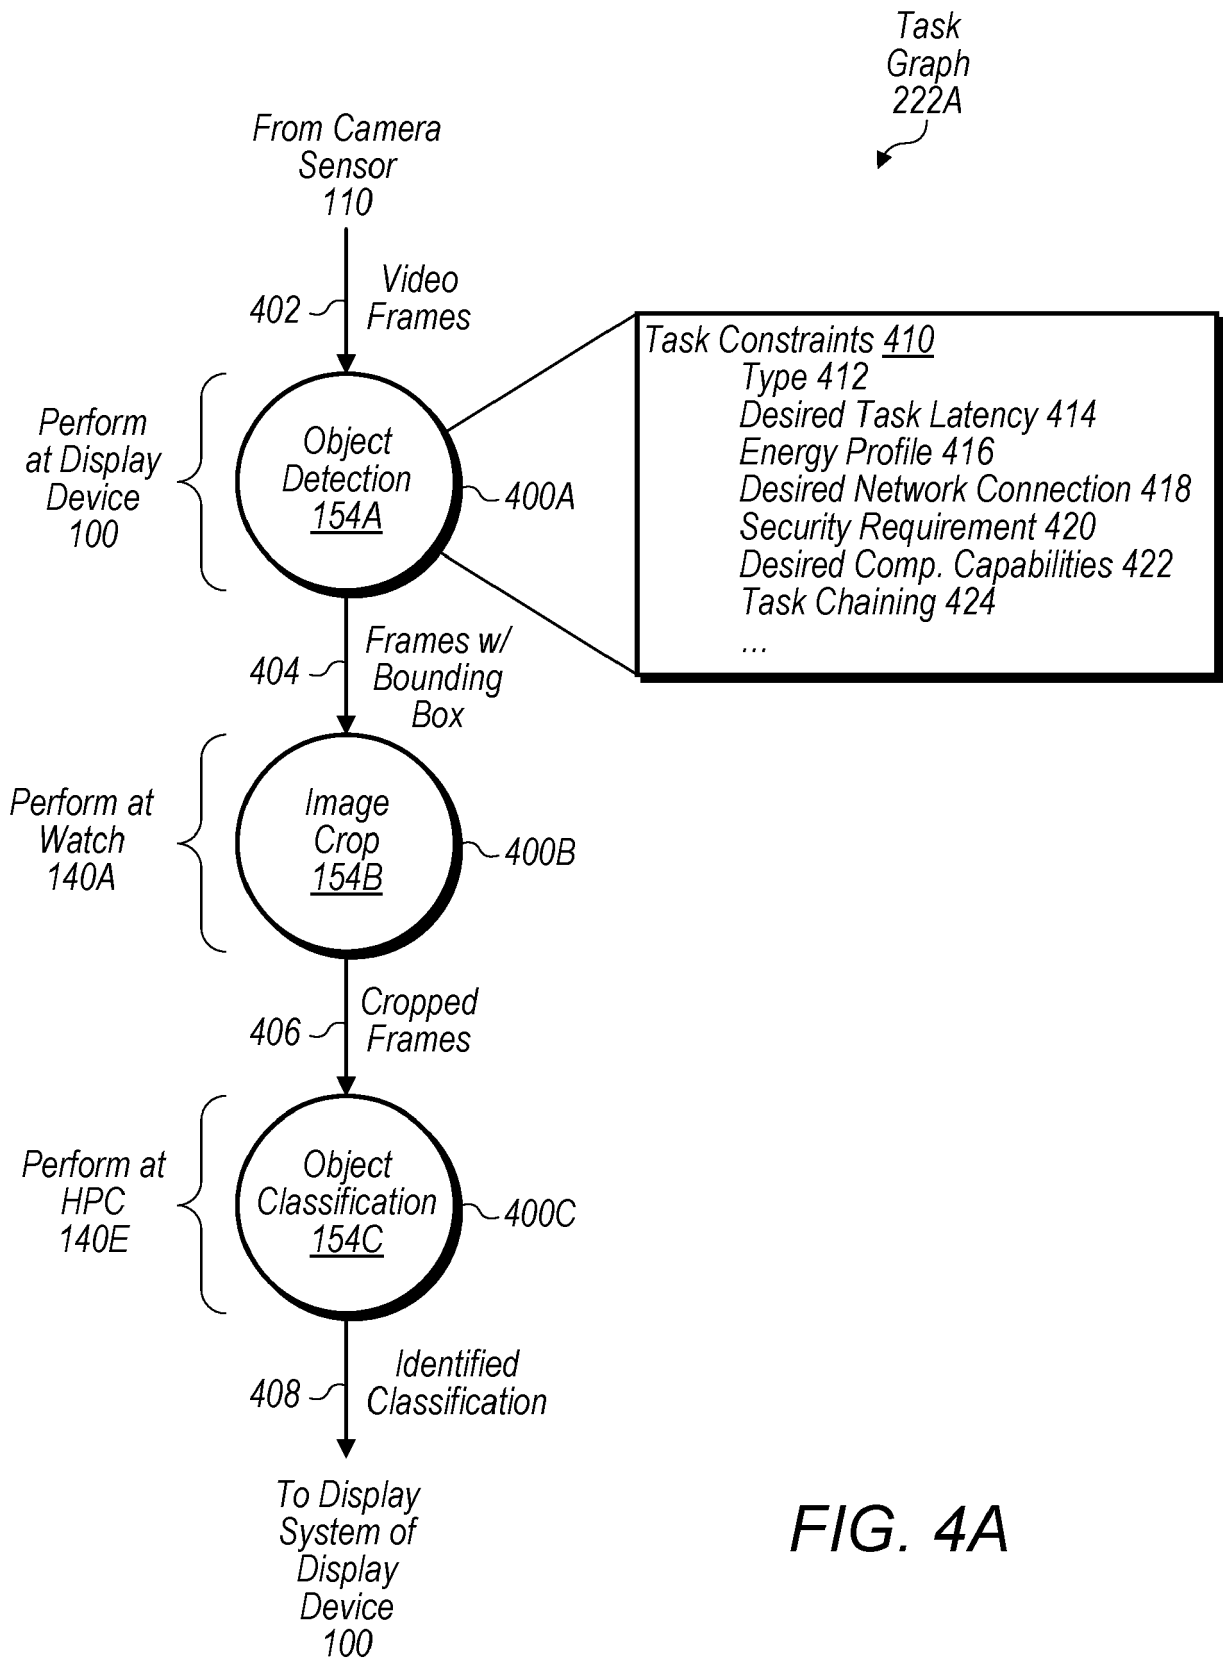 Task
Graph
222A
From Camera
Sensor
110
402
Video
Frames
Perform
at Display
Device
100
Object
Detection
154A
400A
Task Constraints 410
Type 412
Desired Task Latency 414
Energy Profile 416
Desired Network Connection 418
Security Requirement 420
Desired Comp. Capabilities 422
Task Chaining 424
...
404
Frames w/
Bounding
Box
Perform at
Watch
140A
Image
Crop
154B
400B
406
Cropped
Frames
Perform at
HPC
140E
Object
Classification
154C
400C
408
Identified
Classification
To Display
System of
Display
Device
100
FIG. 4A